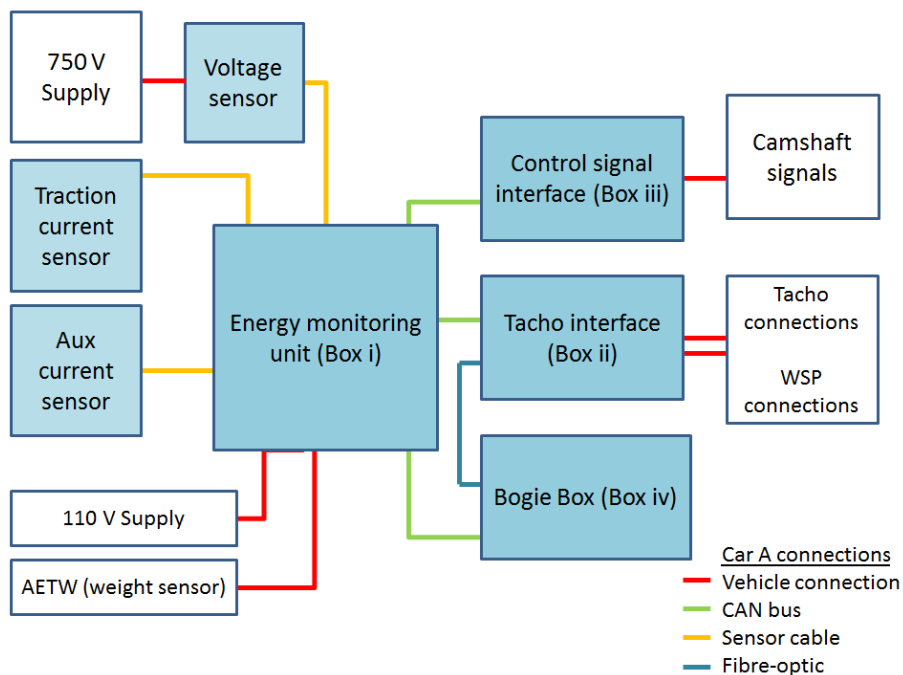 750 V
Supply
Voltage
sensor
Traction
current
sensor
Aux
current
sensor
Energy monitoring
unit (Box i)
110 V Supply
AETW (weight sensor)
Control signal
interface (Box iii)
Camshaft
signals
Tacho interface
(Box ii)
Tacho
connections
WSP
connections
Bogie Box (Box iv)
Car A connections
Vehicle connection
CAN bus
Sensor cable
Fibre-optic